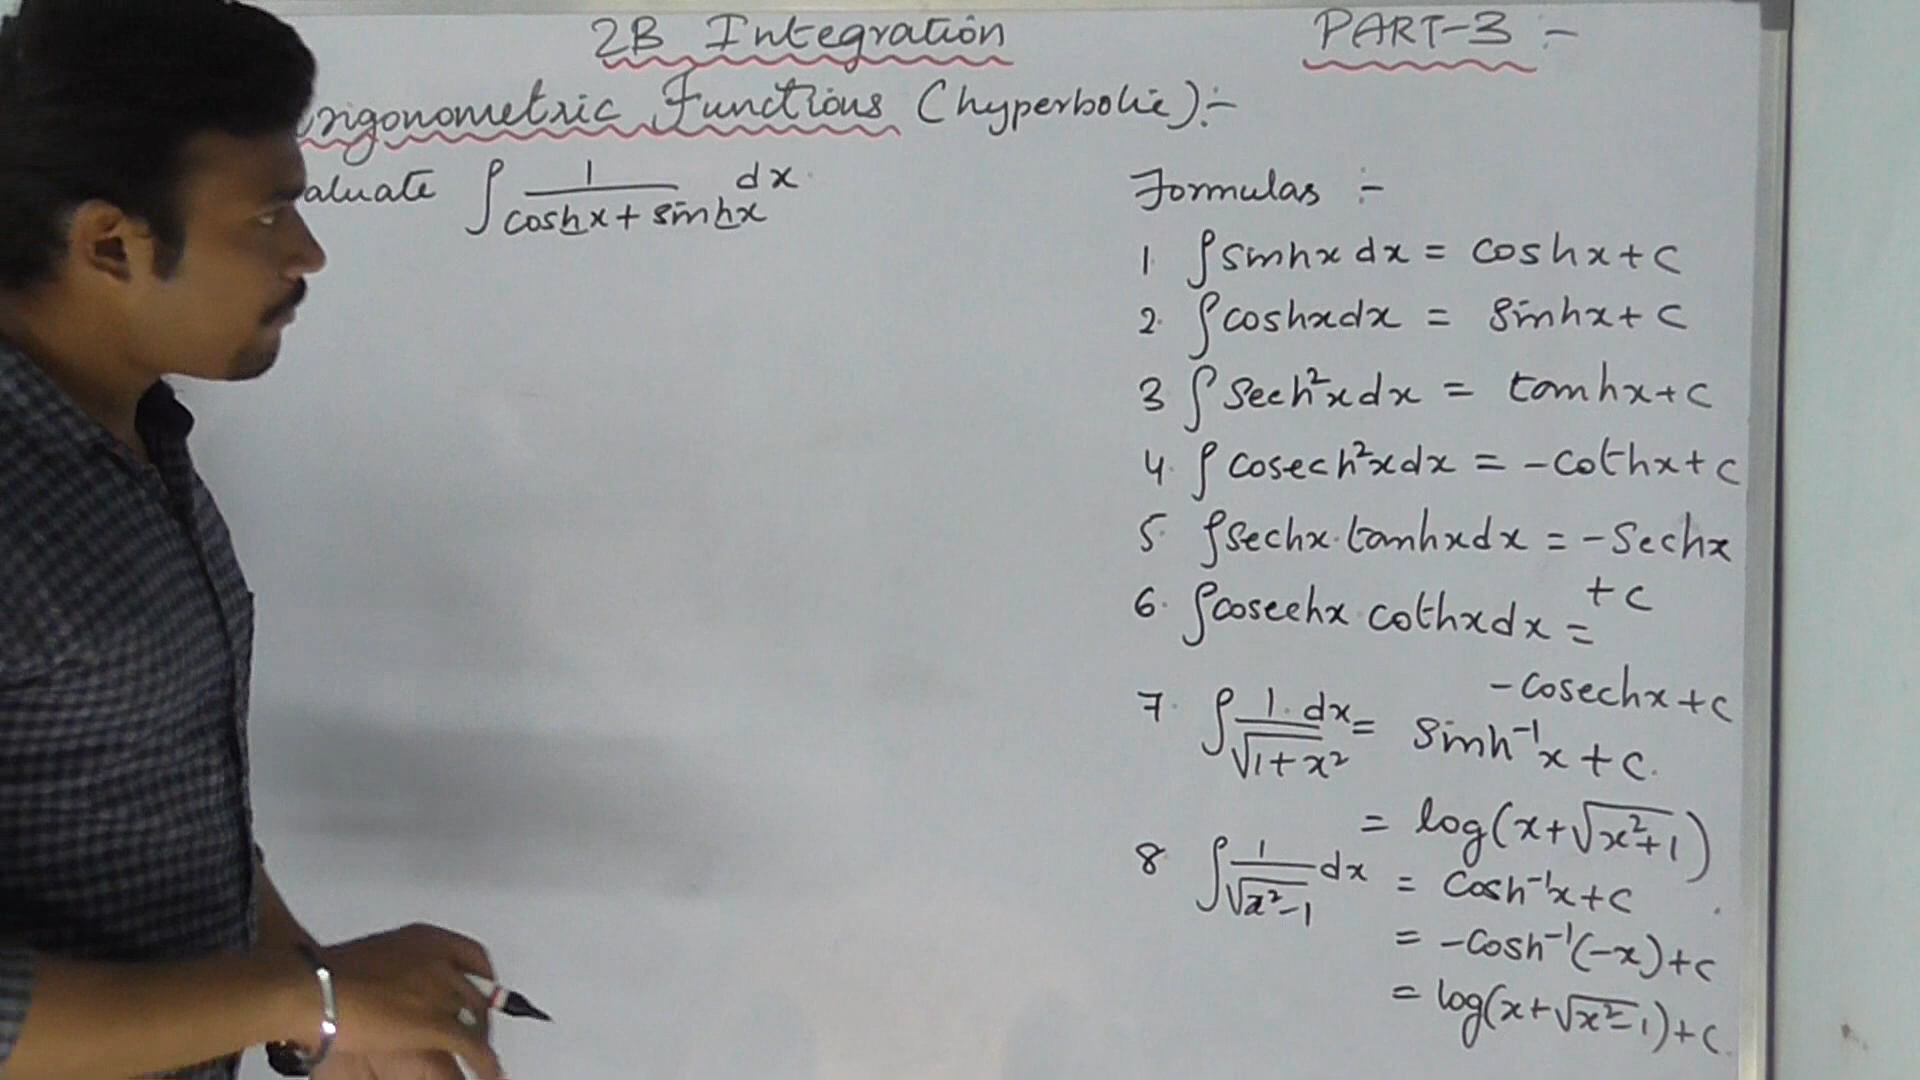 2B Integration PART-3 :-
rigonometric Functions (hyperbolic):-
aluate ∫ 1/(coshx + sinhx) dx
Formulas :-
1. ∫ sinhx dx = coshx + c
2. ∫ coshx dx = sinhx + c
3 ∫ Sech²x dx = tanhx + c
4. ∫ cosech²x dx = -cothx + c
5. ∫ Sechx. tanhx dx = -Sechx
+ c
6. ∫ cosechx cothx dx =
-cosechx + c
7. ∫ 1. dx/√(1+x²) = Sinh⁻¹x + c.
= log(x+√(x²+1))
8 ∫ 1/√(x²-1) dx = Cosh⁻¹x + c
= -Cosh⁻¹(-x) + c
= log(x+√(x²-1)) + c.